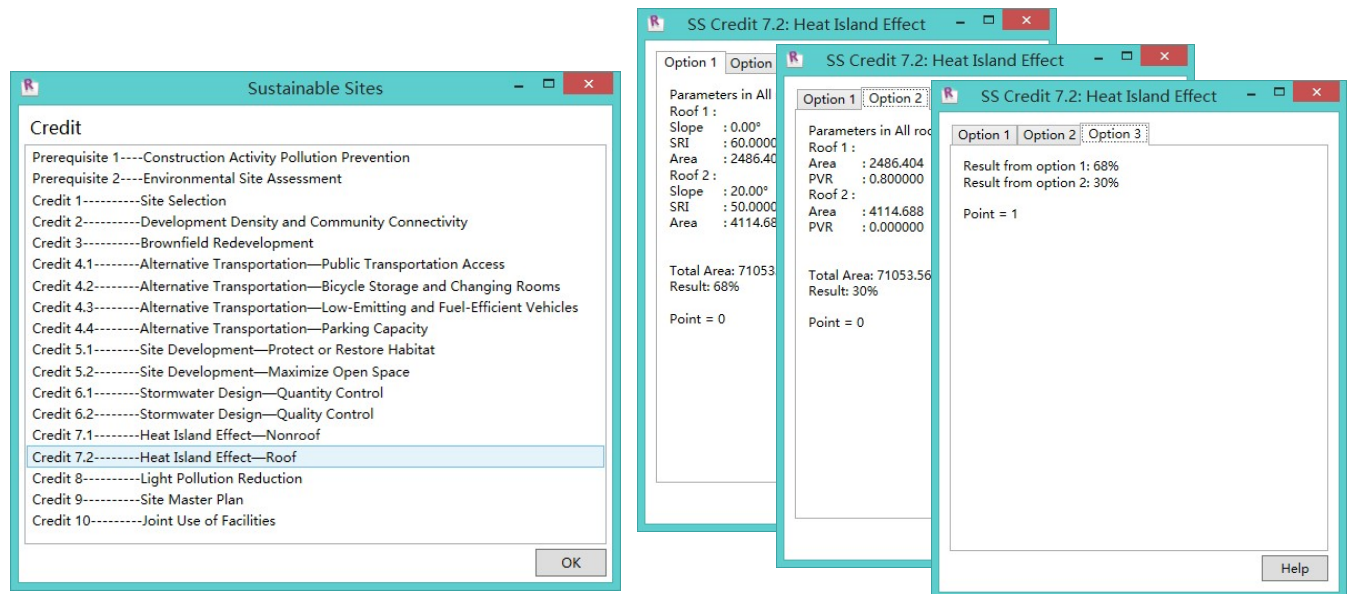 Sustainable Sites
Credit
Prerequisite 1----Construction Activity Pollution Prevention
Prerequisite 2----Environmental Site Assessment
Credit 1----------Site Selection
Credit 2----------Development Density and Community Connectivity
Credit 3----------Brownfield Redevelopment
Credit 4.1--------Alternative Transportation—Public Transportation Access
Credit 4.2--------Alternative Transportation—Bicycle Storage and Changing Rooms
Credit 4.3--------Alternative Transportation—Low-Emitting and Fuel-Efficient Vehicles
Credit 4.4--------Alternative Transportation—Parking Capacity
Credit 5.1--------Site Development—Protect or Restore Habitat
Credit 5.2--------Site Development—Maximize Open Space
Credit 6.1--------Stormwater Design—Quantity Control
Credit 6.2--------Stormwater Design—Quality Control
Credit 7.1--------Heat Island Effect—Nonroof
Credit 7.2--------Heat Island Effect—Roof
Credit 8----------Light Pollution Reduction
Credit 9----------Site Master Plan
Credit 10---------Joint Use of Facilities
OK
SS Credit 7.2: Heat Island Effect
Option 1 Option
Parameters in All
Roof 1 :
Slope : 0.00°
SRI : 60.0000
Area : 2486.40
Roof 2 :
Slope : 20.00°
SRI : 50.0000
Area : 4114.68
Total Area: 71053.
Result: 68%
Point = 0
SS Credit 7.2: Heat Island Effect
Option 1 Option 2
Parameters in All roo
Roof 1 :
Area : 2486.404
PVR : 0.800000
Roof 2 :
Area : 4114.688
PVR : 0.000000
Total Area: 71053.56
Result: 30%
Point = 0
SS Credit 7.2: Heat Island Effect
Option 1 Option 2 Option 3
Result from option 1: 68%
Result from option 2: 30%
Point = 1
Help